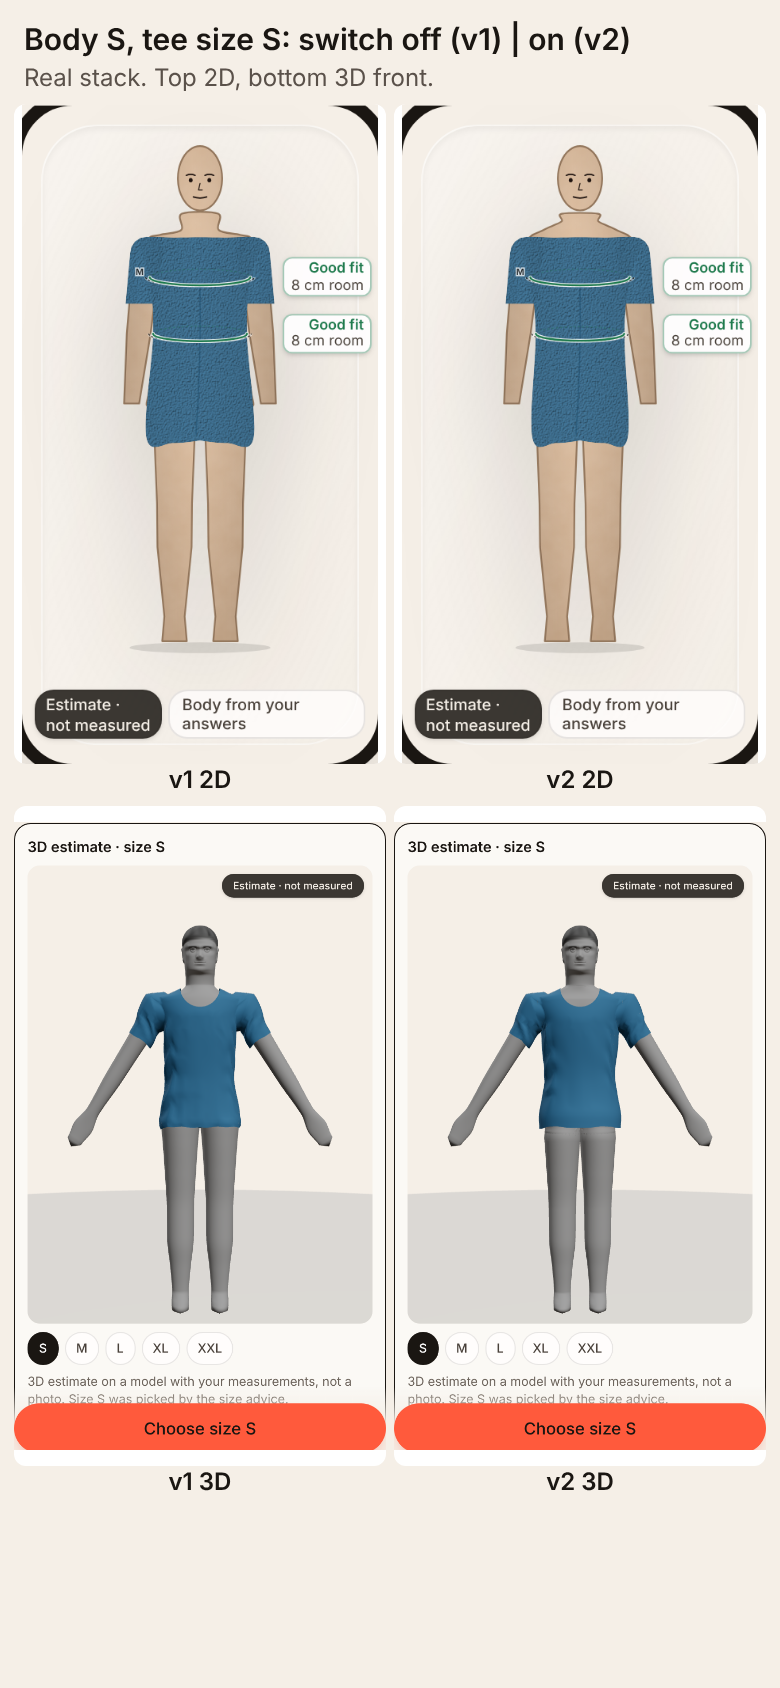 Body S, tee size S: switch off (v1) | on (v2)
Real stack. Top 2D, bottom 3D front.
M
Good fit
8 cm room
Good fit
8 cm room
Estimate ·
not measured
Body from your
answers
M
Good fit
8 cm room
Good fit
8 cm room
Estimate ·
not measured
Body from your
answers
v1 2D
v2 2D
3D estimate · size S
Estimate · not measured
S
M
L
XL
XXL
3D estimate on a model with your measurements, not a
photo. Size S was picked by the size advice.
Choose size S
3D estimate · size S
Estimate · not measured
S
M
L
XL
XXL
3D estimate on a model with your measurements, not a
photo. Size S was picked by the size advice.
Choose size S
v1 3D
v2 3D